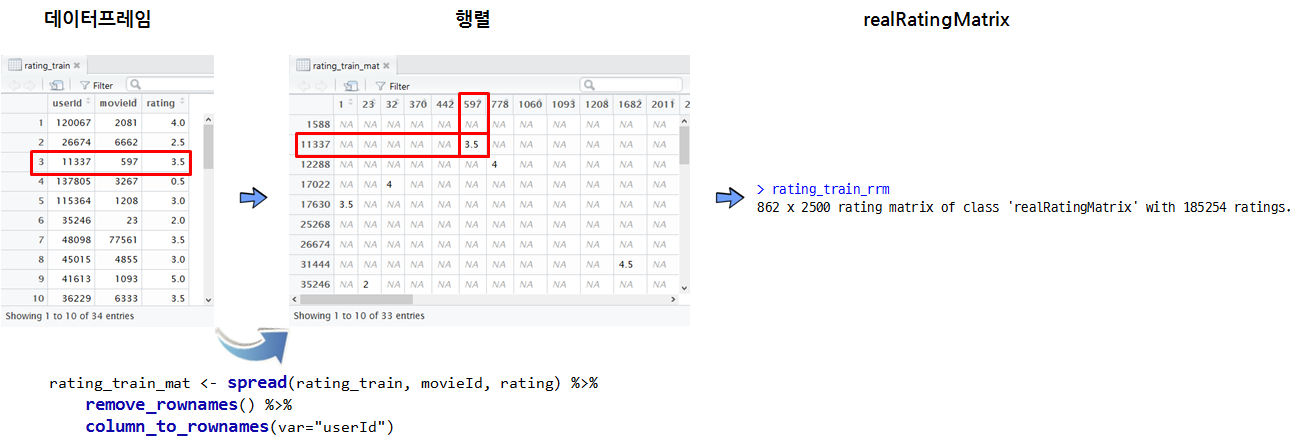 데이터프레임
행렬
realRatingMatrix
rating_train
Filter
userId movieId rating
1 120067 2081 4.0
2 26674 6662 2.5
3 11337 597 3.5
4 137805 3267 0.5
5 115364 1208 3.0
6 35246 23 2.0
7 48098 77561 3.5
8 45015 4855 3.0
9 41613 1093 5.0
10 36229 6333 3.5
Showing 1 to 10 of 34 entries
rating_train_mat
Filter
1 23 32 370 442 597 778 1060 1093 1208 1682 2011 2
1588 NA NA NA NA NA NA NA NA NA NA NA NA
11337 NA NA NA NA NA 3.5 NA NA NA NA NA NA
12288 NA NA NA NA NA NA 4 NA NA NA NA NA
17022 NA NA 4 NA NA NA NA NA NA NA NA NA
17630 3.5 NA NA NA NA NA NA NA NA NA NA NA
25268 NA NA NA NA NA NA NA NA NA NA NA NA
26674 NA NA NA NA NA NA NA NA NA NA NA NA
31444 NA NA NA NA NA NA NA NA NA NA 4.5 NA
35246 NA 2 NA NA NA NA NA NA NA NA NA NA
Showing 1 to 10 of 33 entries
> rating_train_rrm
862 x 2500 rating matrix of class 'realRatingMatrix' with 185254 ratings.
rating_train_mat <- spread(rating_train, movieId, rating) %>%
remove_rownames() %>%
column_to_rownames(var="userId")